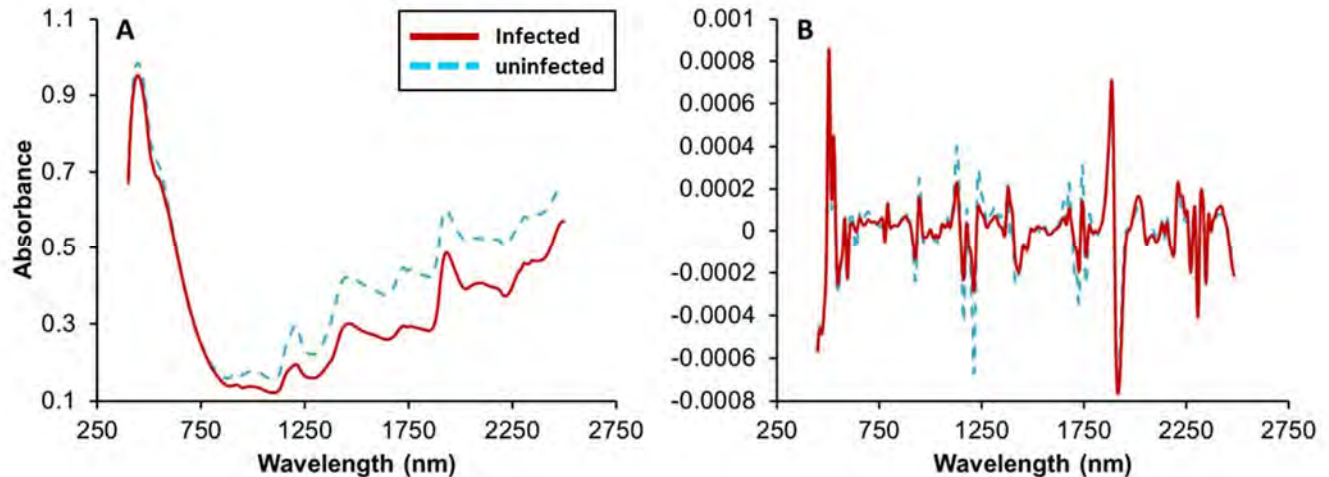 A
Infected
uninfected
1.1
0.9
0.7
0.5
0.3
0.1
Absorbance
250 750 1250 1750 2250 2750
Wavelength (nm)
B
0.001
0.0008
0.0006
0.0004
0.0002
0
-0.0002
-0.0004
-0.0006
-0.0008
250 750 1250 1750 2250 2750
Wavelength (nm)